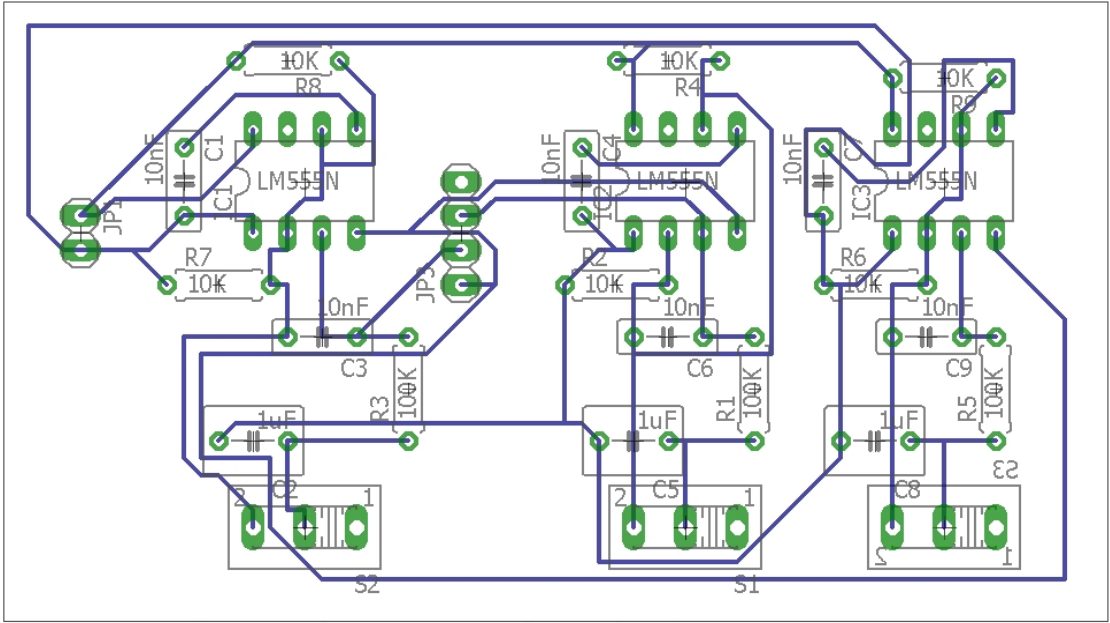 10K
R8
10K
R4
10K
R9
10nF
C1
10nF
C4
10nF
C7
LM555N
IC1
LM555N
IC2
LM555N
IC3
JP1
JP3
R7
10K
R2
10K
R6
10K
10nF
C3
10nF
C6
10nF
C9
R3
100K
R1
100K
R5
100K
1uF
C2
1uF
C5
1uF
C8
S3
2
1
S2
2
1
S1
2
1